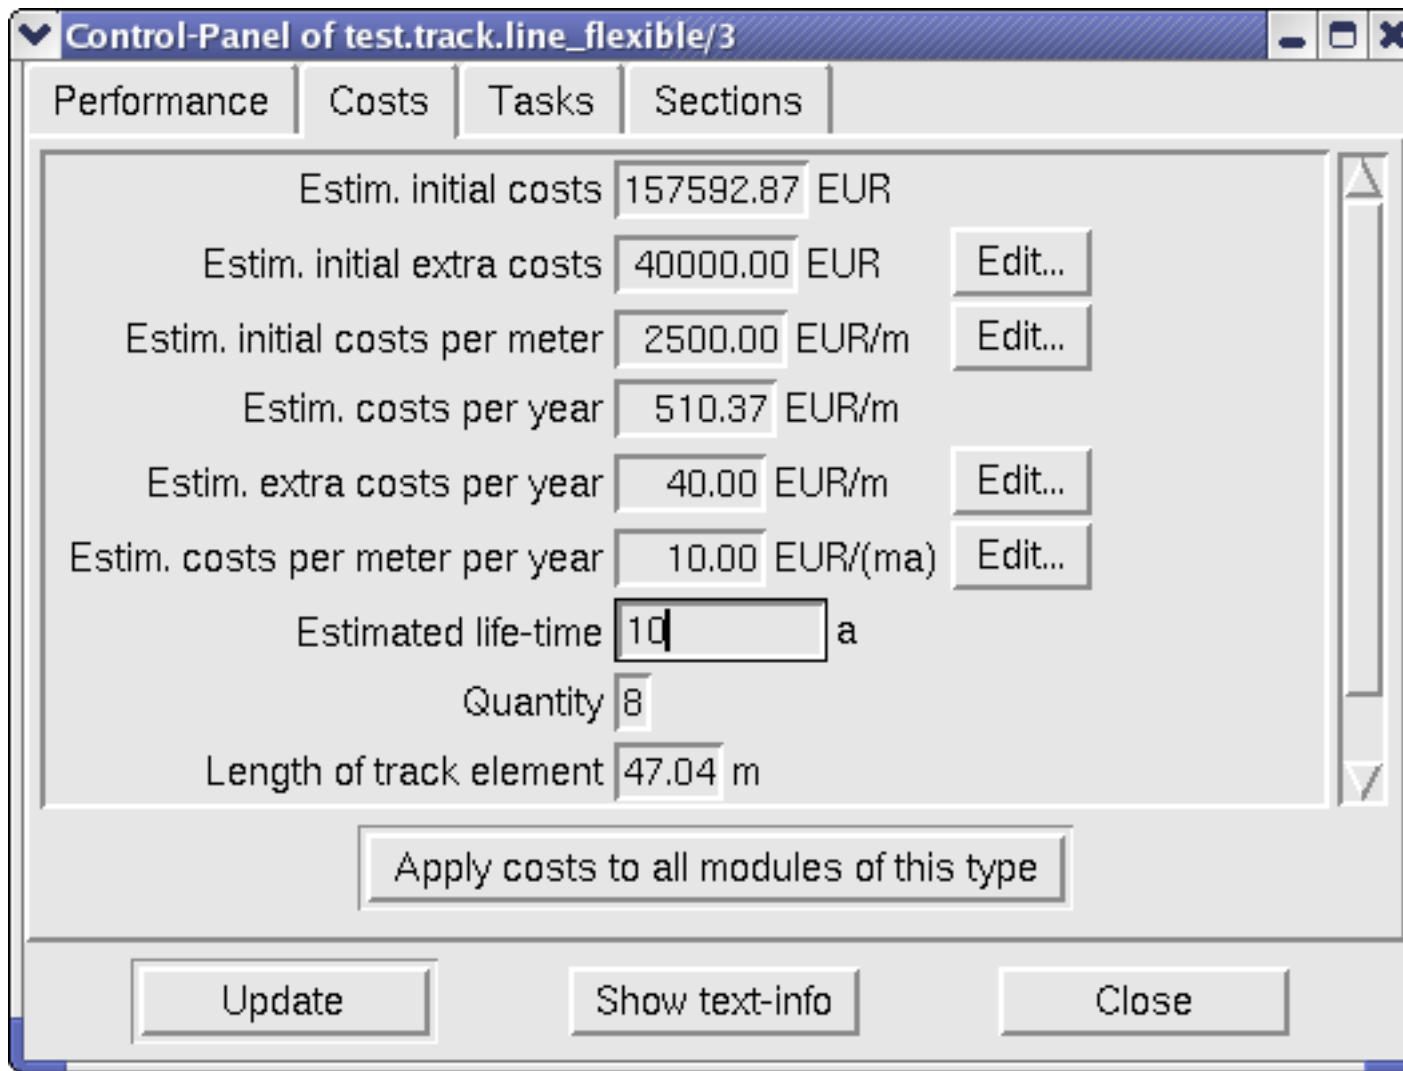 Control-Panel of test.track.line_flexible/3
Performance Costs Tasks Sections
Estim. initial costs 157592.87 EUR
Estim. initial extra costs 40000.00 EUR Edit...
Estim. initial costs per meter 2500.00 EUR/m Edit...
Estim. costs per year 510.37 EUR/m
Estim. extra costs per year 40.00 EUR/m Edit...
Estim. costs per meter per year 10.00 EUR/(ma) Edit...
Estimated life-time 10 a
Quantity 8
Length of track element 47.04 m
Apply costs to all modules of this type
Update Show text-info Close